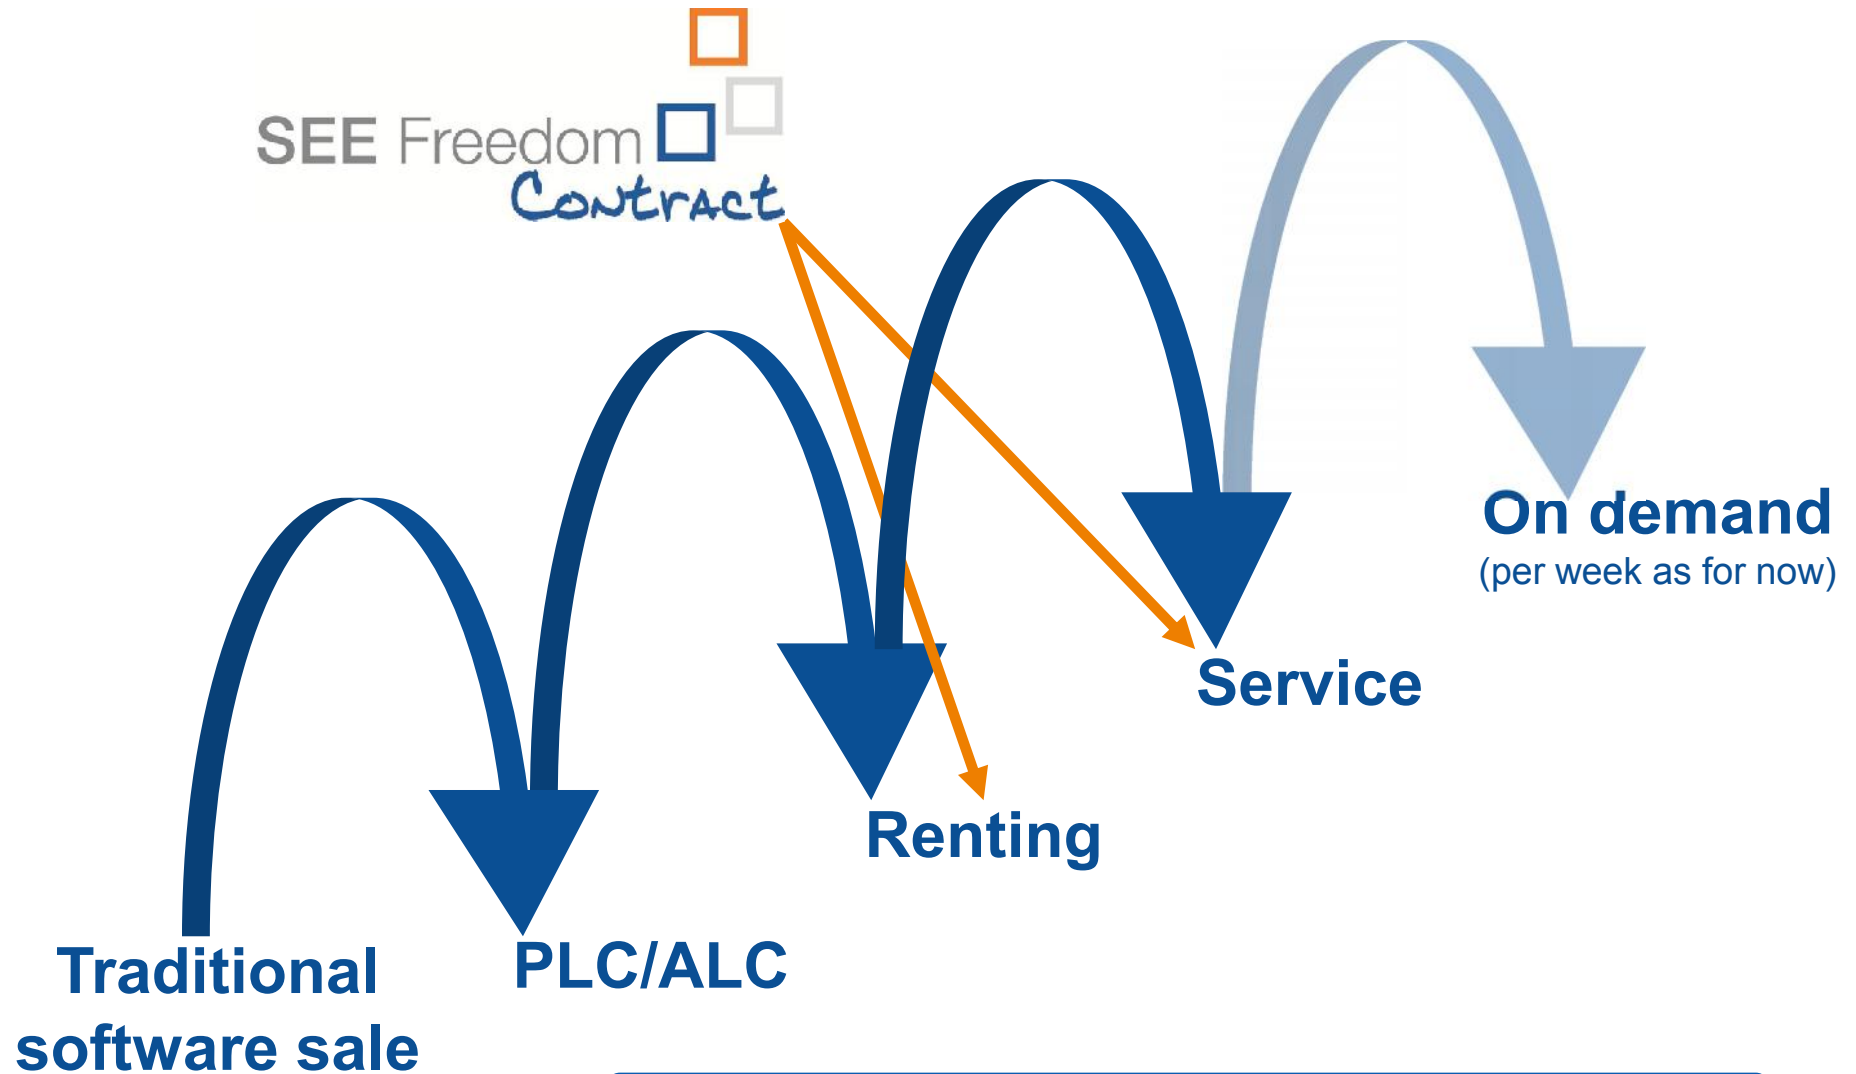 SEE Freedom
Contract
On demand
(per week as for now)
Service
Renting
PLC/ALC
Traditional
software sale